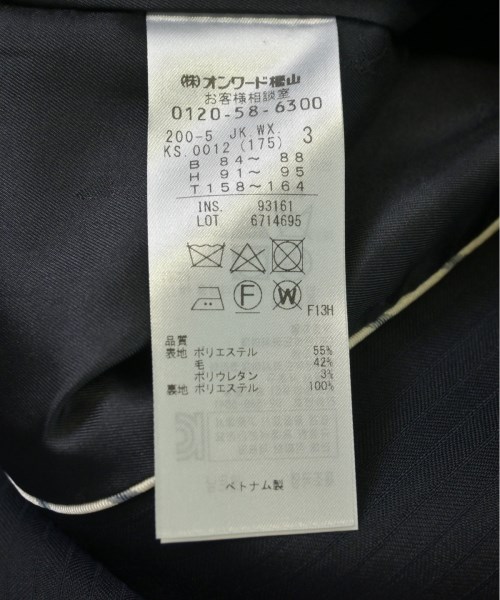 (株)オンワード樫山
お客様相談室
0120-58-6300
200-5 JK.WX. 3
KS.0012 (175)
B 84～ 88
H 91～ 95
T.158～164
INS. 93161
LOT 6714695
F W
F13H
品質
表地 ポリエステル 55%
毛 42%
ポリウレタン 3%
裏地 ポリエステル 100%
ベトナム製